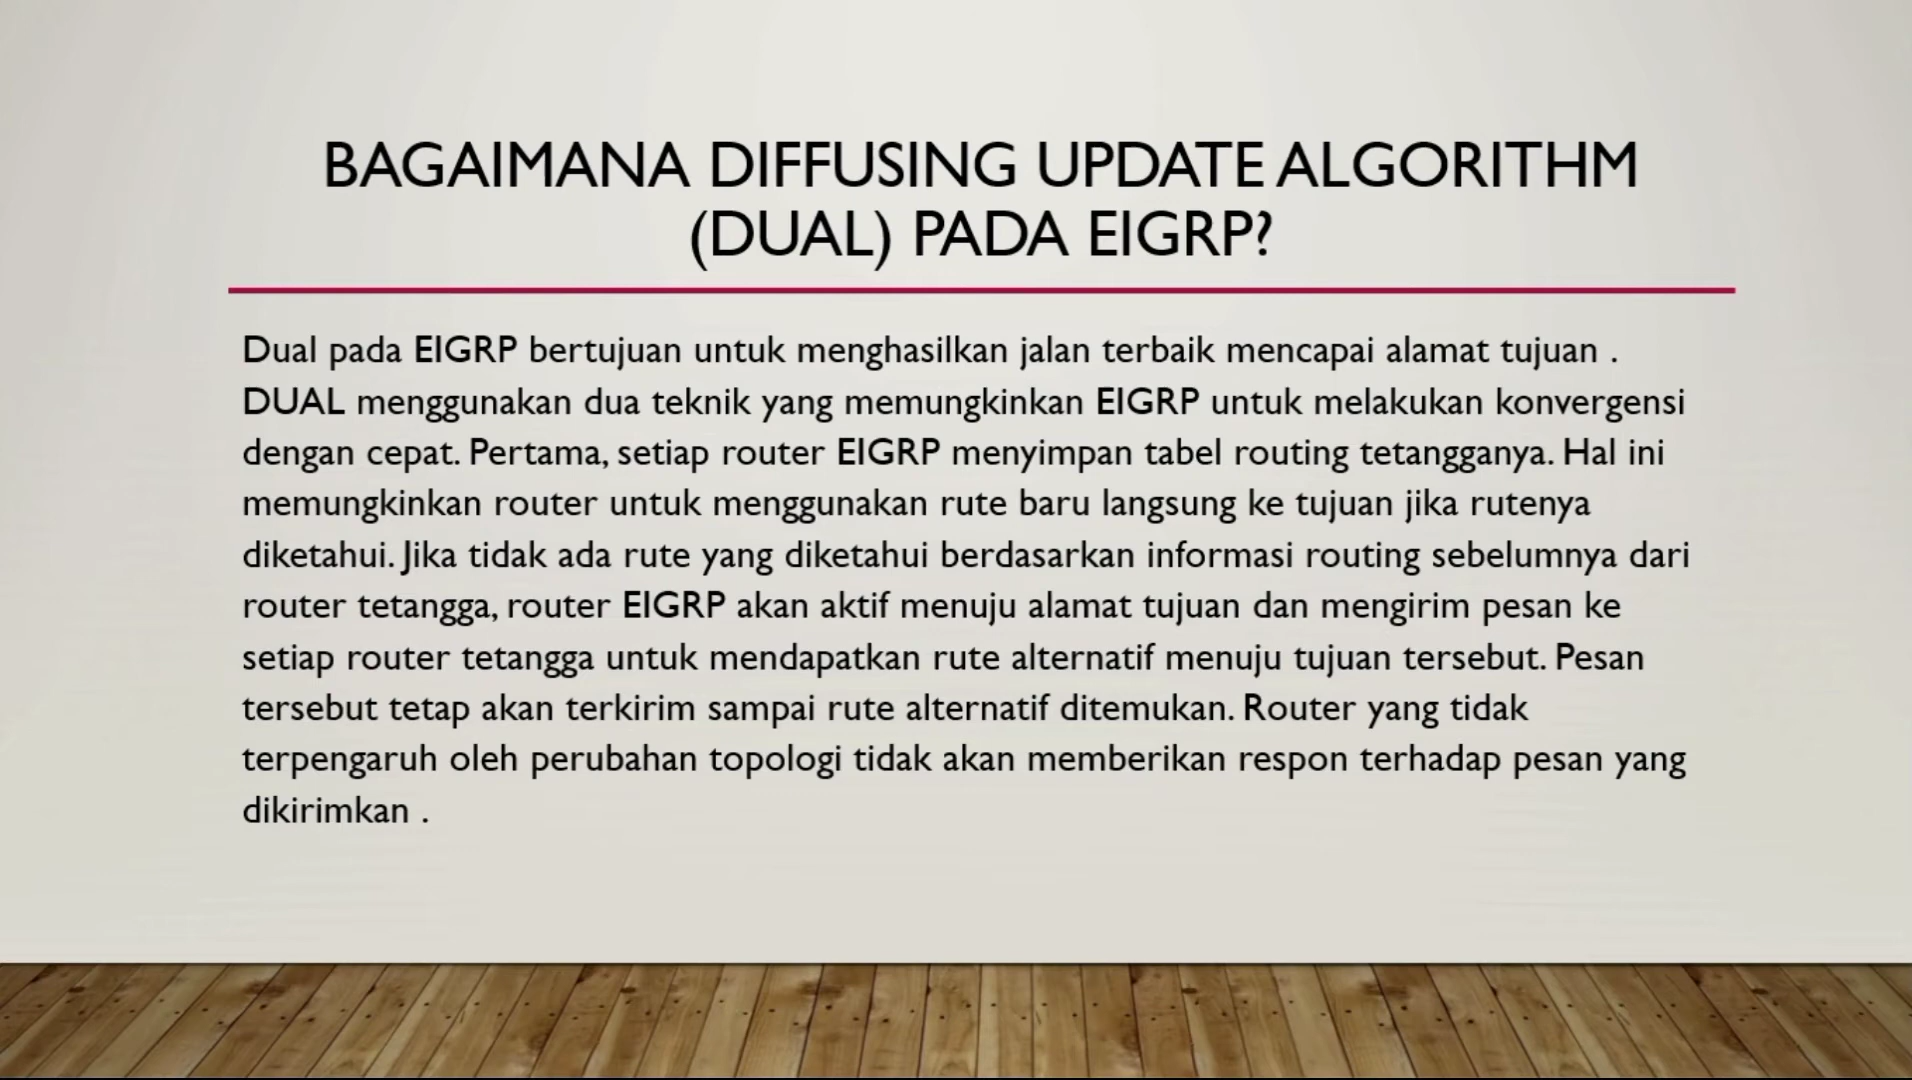 BAGAIMANA DIFFUSING UPDATE ALGORITHM
(DUAL) PADA EIGRP?
Dual pada EIGRP bertujuan untuk menghasilkan jalan terbaik mencapai alamat tujuan .
DUAL menggunakan dua teknik yang memungkinkan EIGRP untuk melakukan konvergensi
dengan cepat. Pertama, setiap router EIGRP menyimpan tabel routing tetangganya. Hal ini
memungkinkan router untuk menggunakan rute baru langsung ke tujuan jika rutenya
diketahui. Jika tidak ada rute yang diketahui berdasarkan informasi routing sebelumnya dari
router tetangga, router EIGRP akan aktif menuju alamat tujuan dan mengirim pesan ke
setiap router tetangga untuk mendapatkan rute alternatif menuju tujuan tersebut. Pesan
tersebut tetap akan terkirim sampai rute alternatif ditemukan. Router yang tidak
terpengaruh oleh perubahan topologi tidak akan memberikan respon terhadap pesan yang
dikirimkan .